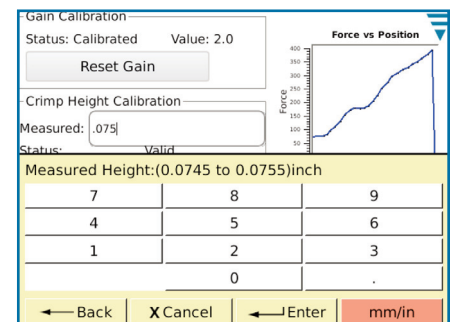 Gain Calibration
Status: Calibrated Value: 2.0
Reset Gain
Crimp Height Calibration
Measured: .075
Status: Valid
Force vs Position
Force
400
350
300
250
200
150
100
50
Measured Height:(0.0745 to 0.0755)inch
7 8 9
4 5 6
1 2 3
0 .
Back X Cancel Enter mm/in